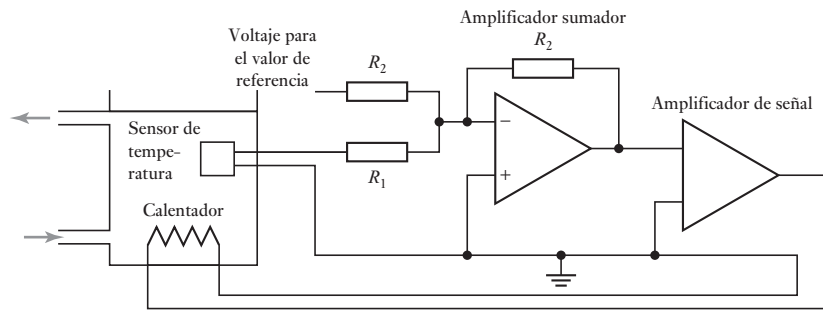 Amplificador sumador
R2
Voltaje para
el valor de
referencia
R2
Amplificador de señal
Sensor de
tempe-
ratura
R1
Calentador
−
+